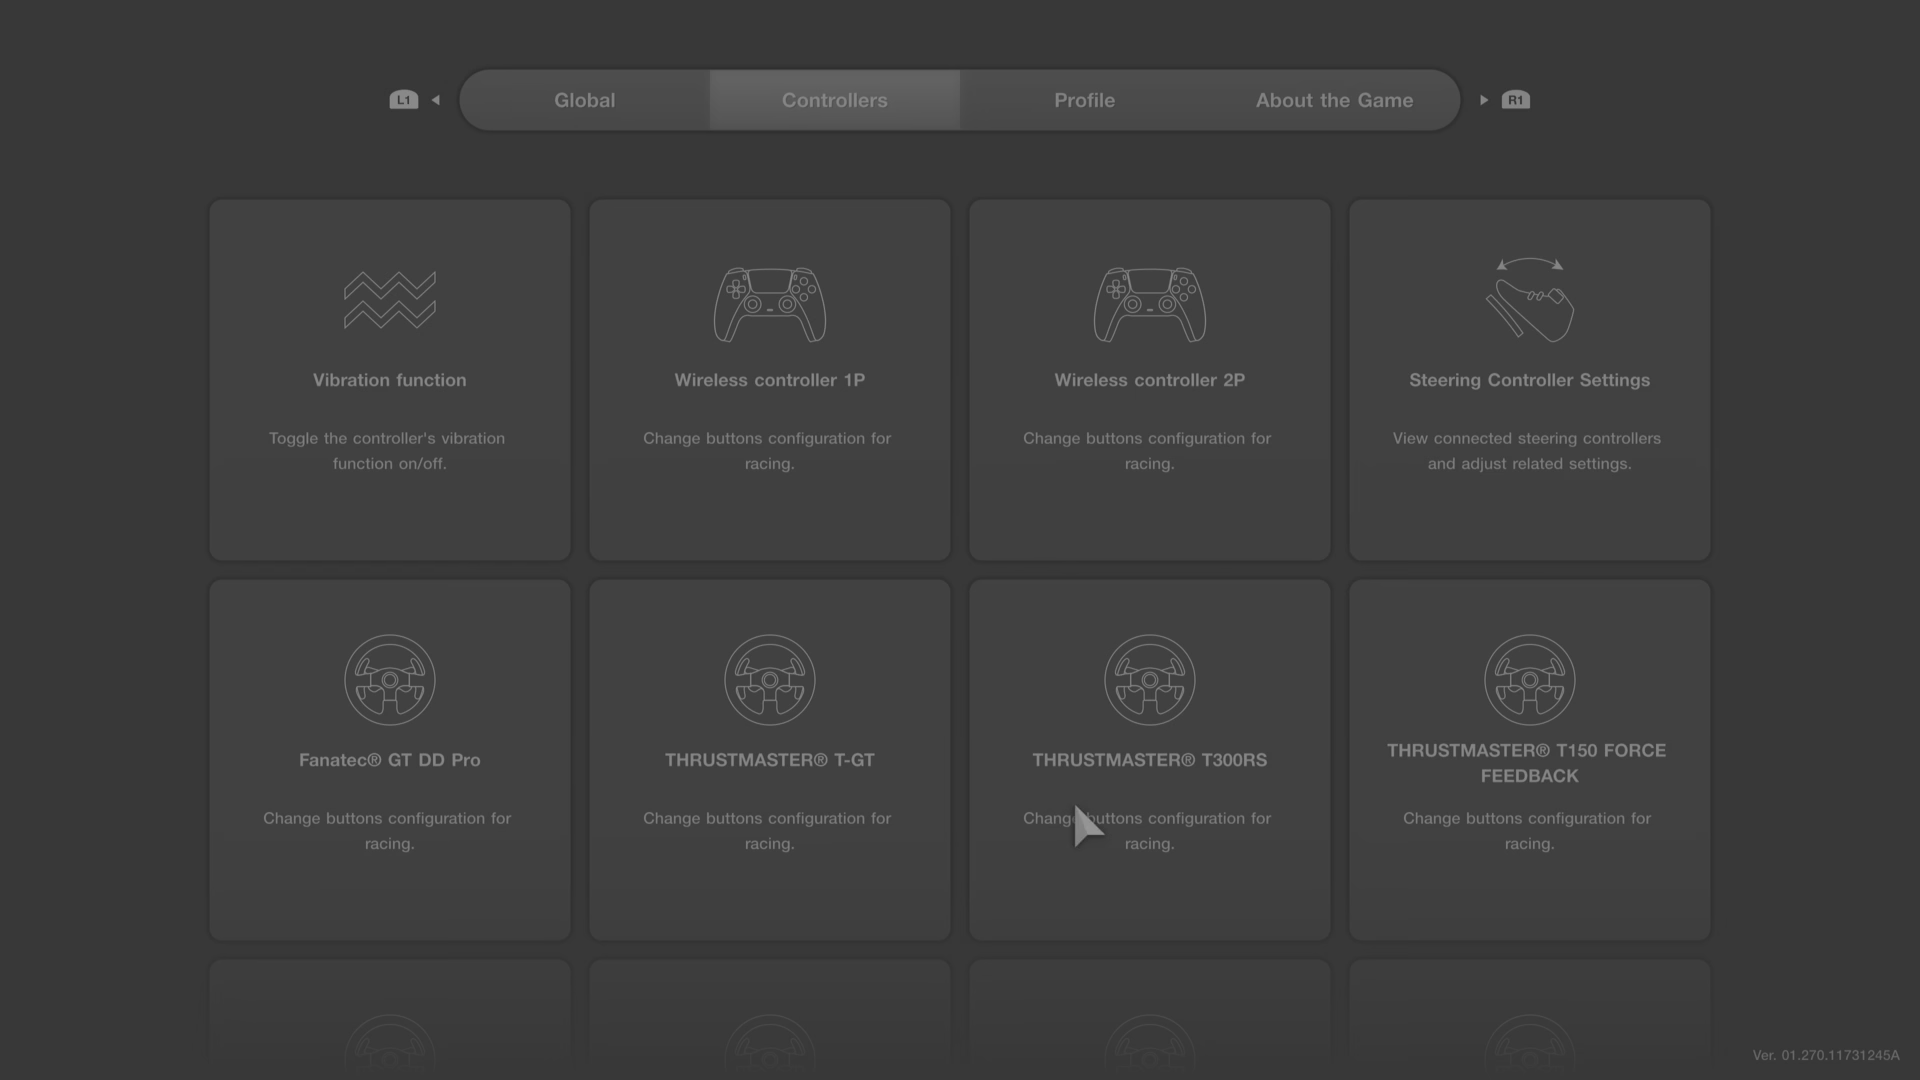 L1
Global
Controllers
Profile
About the Game
R1
Vibration function
Toggle the controller's vibration
function on/off.
Wireless controller 1P
Change buttons configuration for
racing.
Wireless controller 2P
Change buttons configuration for
racing.
Steering Controller Settings
View connected steering controllers
and adjust related settings.
Fanatec® GT DD Pro
Change buttons configuration for
racing.
THRUSTMASTER® T-GT
Change buttons configuration for
racing.
THRUSTMASTER® T300RS
Change buttons configuration for
racing.
THRUSTMASTER® T150 FORCE
FEEDBACK
Change buttons configuration for
racing.
Ver. 01.270.11731245A